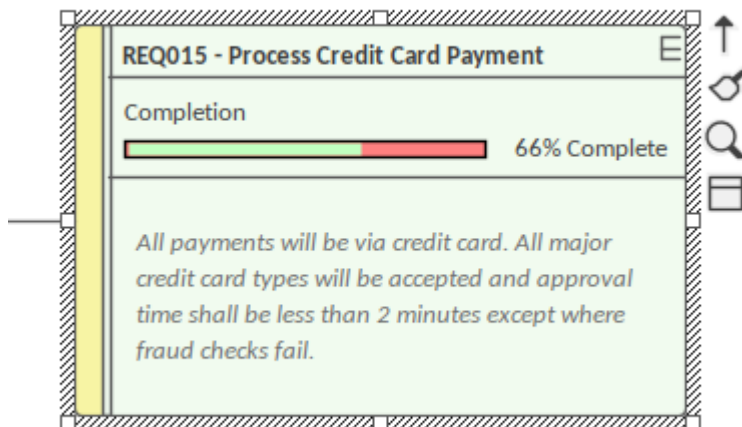 REQ015 - Process Credit Card Payment
Completion
66% Complete
All payments will be via credit card. All major
credit card types will be accepted and approval
time shall be less than 2 minutes except where
fraud checks fail.